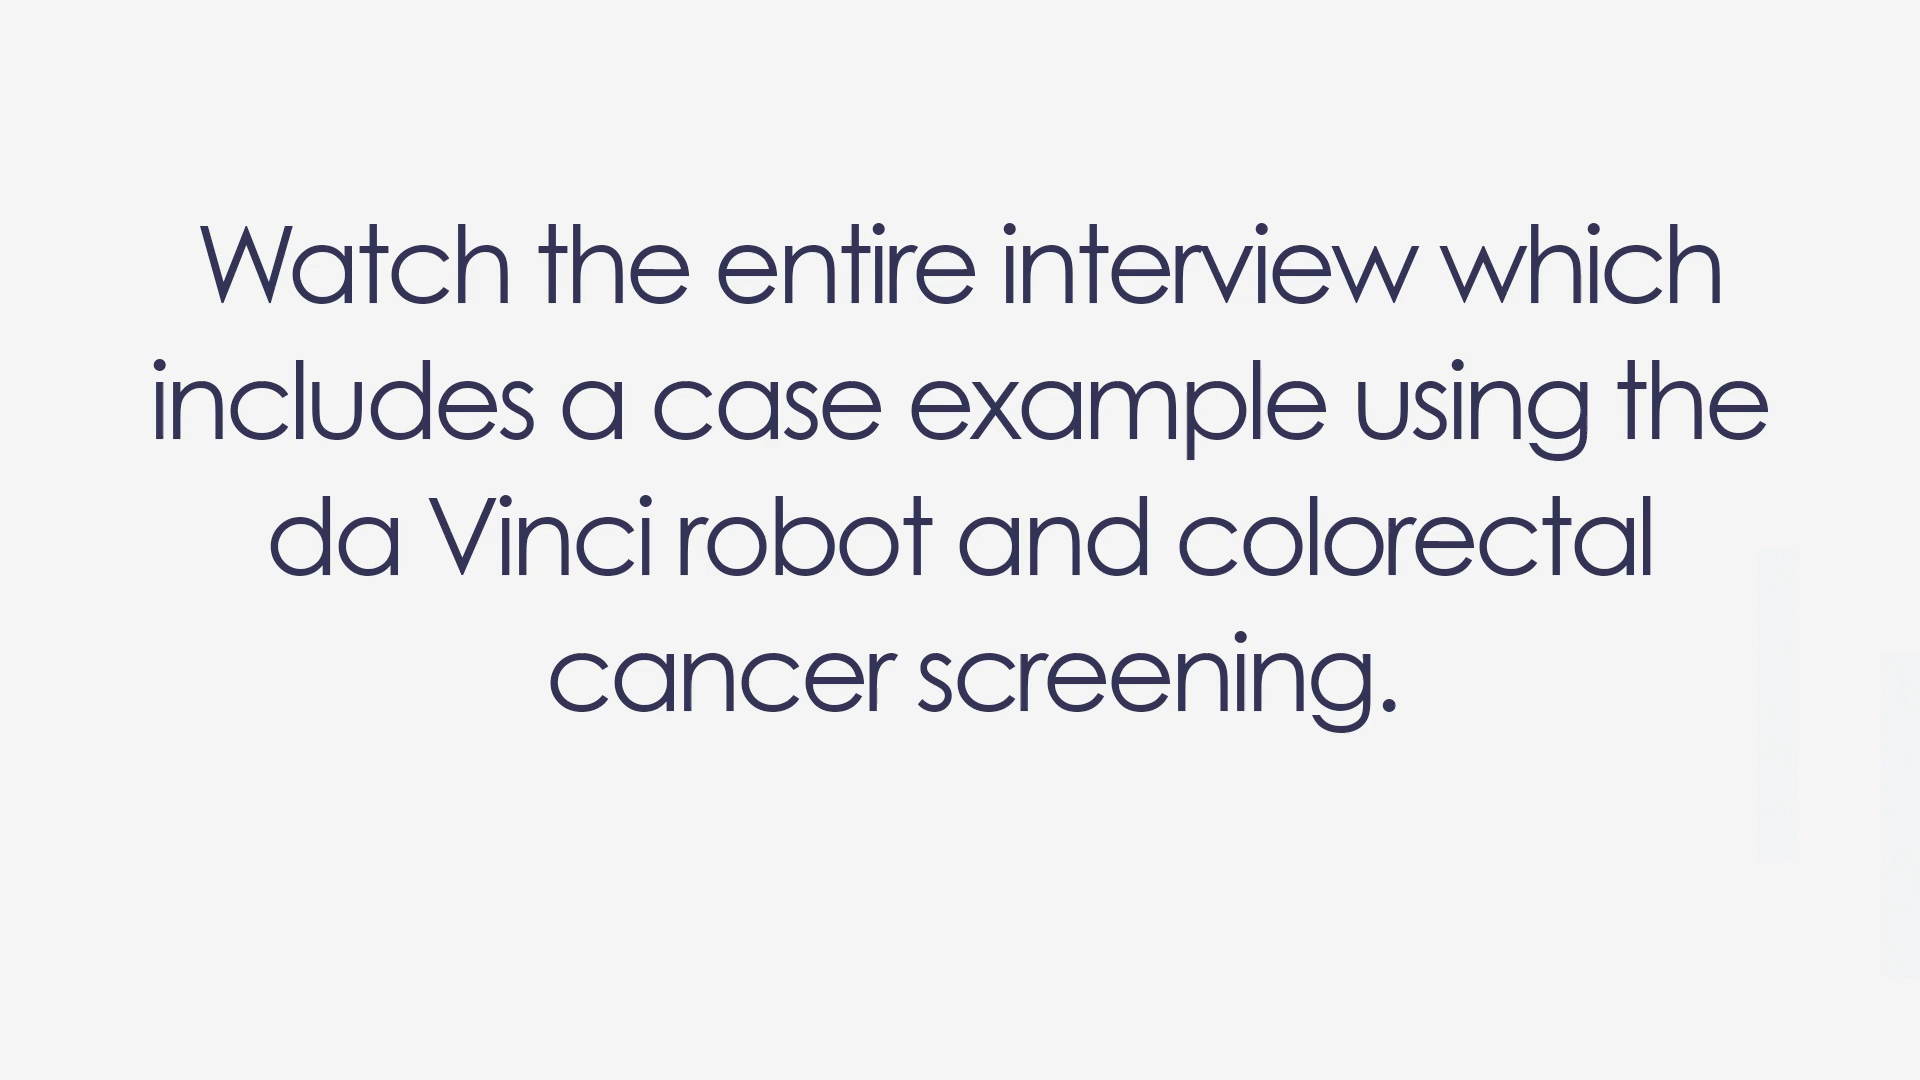 Watch the entire interview which
includes a case example using the
da Vinci robot and colorectal
cancer screening.